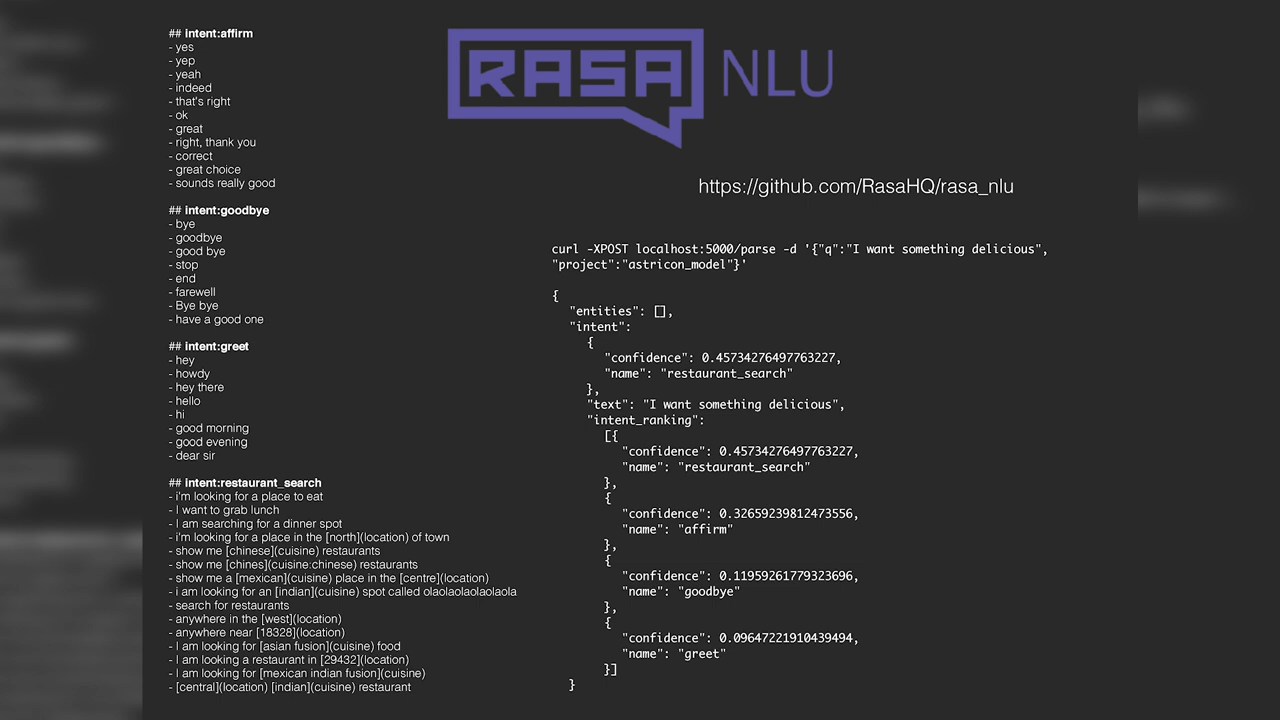 ## intent:affirm
- yes
- yep
- yeah
- indeed
- that's right
- ok
- great
- right, thank you
- correct
- great choice
- sounds really good
## intent:goodbye
- bye
- goodbye
- good bye
- stop
- end
- farewell
- Bye bye
- have a good one
## intent:greet
- hey
- howdy
- hey there
- hello
- hi
- good morning
- good evening
- dear sir
## intent:restaurant_search
- i'm looking for a place to eat
- I want to grab lunch
- I am searching for a dinner spot
- i'm looking for a place in the [north](location) of town
- show me [chinese](cuisine) restaurants
- show me [chines](cuisine:chinese) restaurants
- show me a [mexican](cuisine) place in the [centre](location)
- i am looking for an [indian](cuisine) spot called olaolaolaolaolaola
- search for restaurants
- anywhere in the [west](location)
- anywhere near [18328](location)
- I am looking for [asian fusion](cuisine) food
- I am looking a restaurant in [29432](location)
- I am looking for [mexican indian fusion](cuisine)
- [central](location) [indian](cuisine) restaurant
RASA NLU
https://github.com/RasaHQ/rasa_nlu
curl -XPOST localhost:5000/parse -d '{"q":"I want something delicious",
"project":"astricon_model"}'
{
"entities": [],
"intent":
{
"confidence": 0.45734276497763227,
"name": "restaurant_search"
},
"text": "I want something delicious",
"intent_ranking":
[{
"confidence": 0.45734276497763227,
"name": "restaurant_search"
},
{
"confidence": 0.32659239812473556,
"name": "affirm"
},
{
"confidence": 0.11959261779323696,
"name": "goodbye"
},
{
"confidence": 0.09647221910439494,
"name": "greet"
}]
}